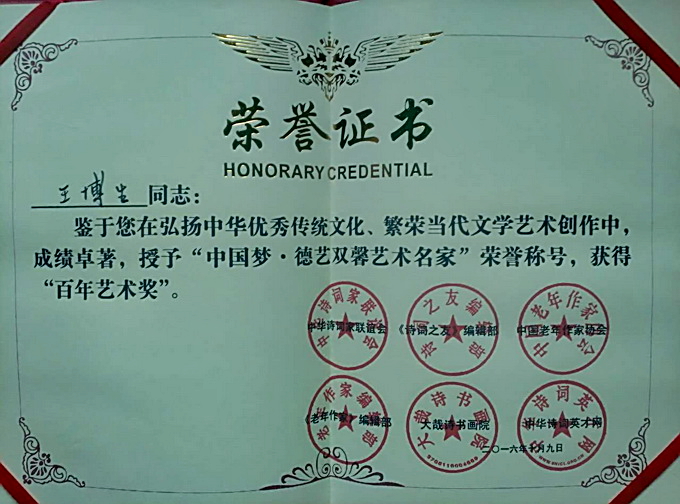 荣誉证书
HONORARY CREDENTIAL
王博生 同志：
鉴于您在弘扬中华优秀传统文化、繁荣当代文学艺术创作中，
成绩卓著，授予“中国梦·德艺双馨艺术名家”荣誉称号，获得
“百年艺术奖”。
中华诗词家联谊会 《诗词之友》编辑部 中国老年作家协会
《老年作家》编辑部 大哉诗书画院 中华诗词英才网
二〇一六年十月九日